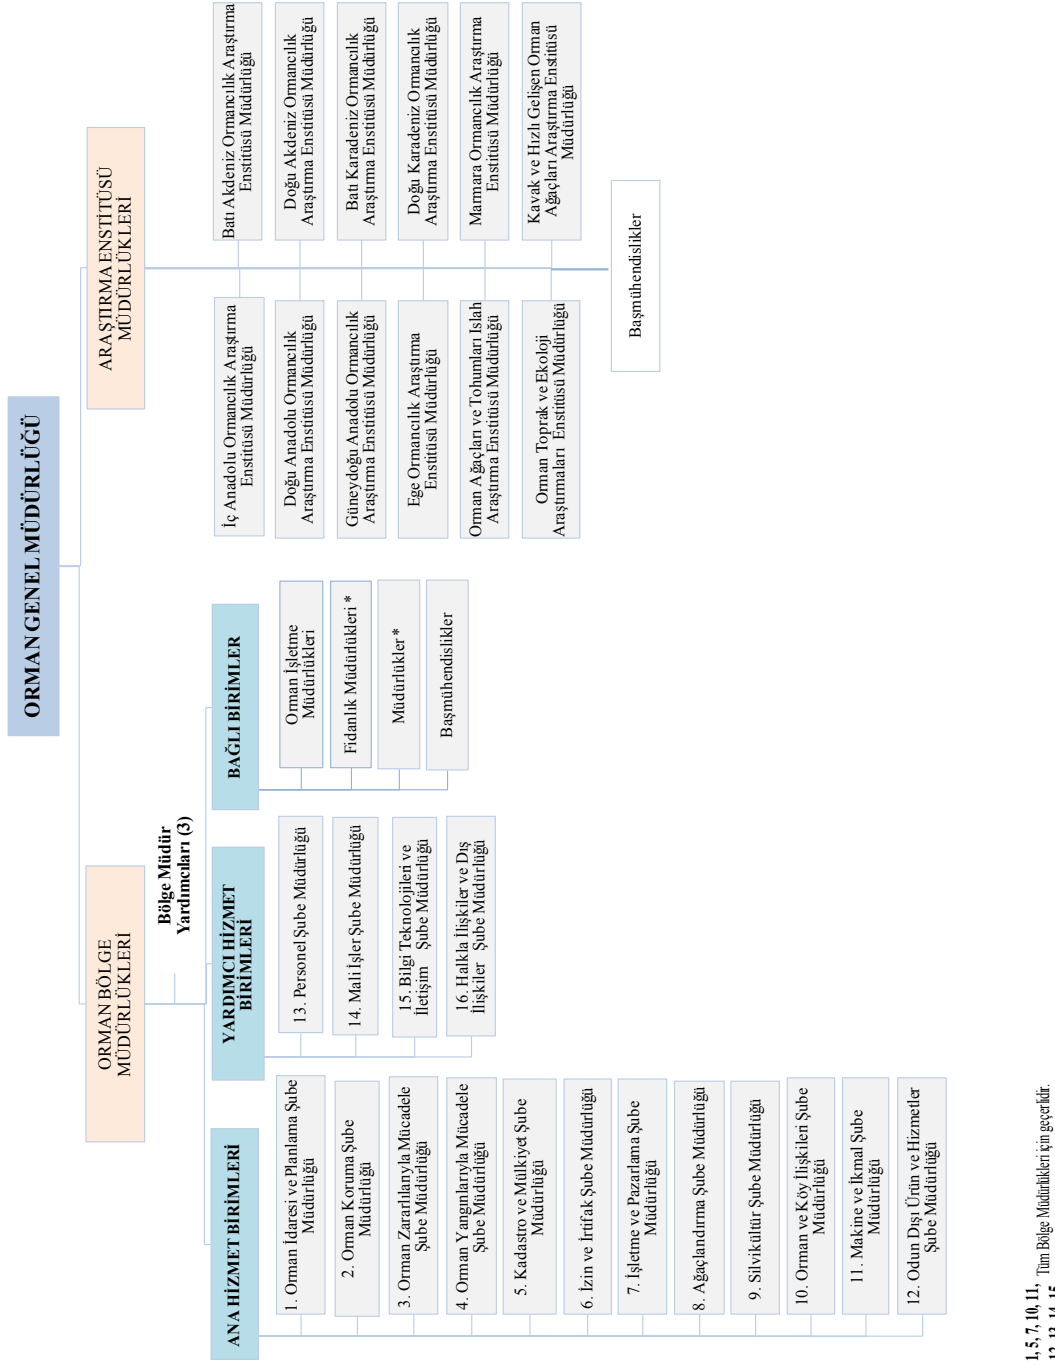 ORMAN GENEL MÜDÜRLÜĞÜ
ORMAN BÖLGE
MÜDÜRLÜKLERİ
ARAŞTIRMA ENSTİTÜSÜ
MÜDÜRLÜKLERİ
Bölge Müdür
Yardımcıları (3)
ANA HİZMET BİRİMLERİ
1. Orman İdaresi ve Planlama Şube
Müdürlüğü
2. Orman Koruma Şube
Müdürlüğü
3. Orman Zararlılarıyla Mücadele
Şube Müdürlüğü
4. Orman Yangınlarıyla Mücadele
Şube Müdürlüğü
5. Kadastro ve Mülkiyet Şube
Müdürlüğü
6. İzin ve İrtifak Şube Müdürlüğü
7. İşletme ve Pazarlama Şube
Müdürlüğü
8. Ağaçlandırma Şube Müdürlüğü
9. Silvikültür Şube Müdürlüğü
10. Orman ve Köy İlişkileri Şube
Müdürlüğü
11. Makine ve İkmal Şube
Müdürlüğü
12. Odun Dışı Ürün ve Hizmetler
Şube Müdürlüğü
YARDIMCI HİZMET
BİRİMLERİ
13. Personel Şube Müdürlüğü
14. Mali İşler Şube Müdürlüğü
15. Bilgi Teknolojileri ve
İletişim Şube Müdürlüğü
16. Halkla İlişkiler ve Dış
İlişkiler Şube Müdürlüğü
BAĞLI BİRİMLER
Orman İşletme
Müdürlükleri
Fidanlık Müdürlükleri *
Müdürlükler *
Başmühendislikler
İç Anadolu Ormancılık Araştırma
Enstitüsü Müdürlüğü
Doğu Anadolu Ormancılık
Araştırma Enstitüsü Müdürlüğü
Güneydoğu Anadolu Ormancılık
Araştırma Enstitüsü Müdürlüğü
Ege Ormancılık Araştırma
Enstitüsü Müdürlüğü
Orman Ağaçları ve Tohumları Islah
Araştırma Enstitüsü Müdürlüğü
Orman Toprak ve Ekoloji
Araştırmaları Enstitüsü Müdürlüğü
Batı Akdeniz Ormancılık Araştırma
Enstitüsü Müdürlüğü
Doğu Akdeniz Ormancılık
Araştırma Enstitüsü Müdürlüğü
Batı Karadeniz Ormancılık
Araştırma Enstitüsü Müdürlüğü
Doğu Karadeniz Ormancılık
Araştırma Enstitüsü Müdürlüğü
Marmara Ormancılık Araştırma
Enstitüsü Müdürlüğü
Kavak ve Hızlı Gelişen Orman
Ağaçları Araştırma Enstitüsü
Müdürlüğü
Başmühendislikler
1, 5, 7, 10, 11,
12, 13, 14, 15
Tüm Bölge Müdürlükleri için geçerlidir.